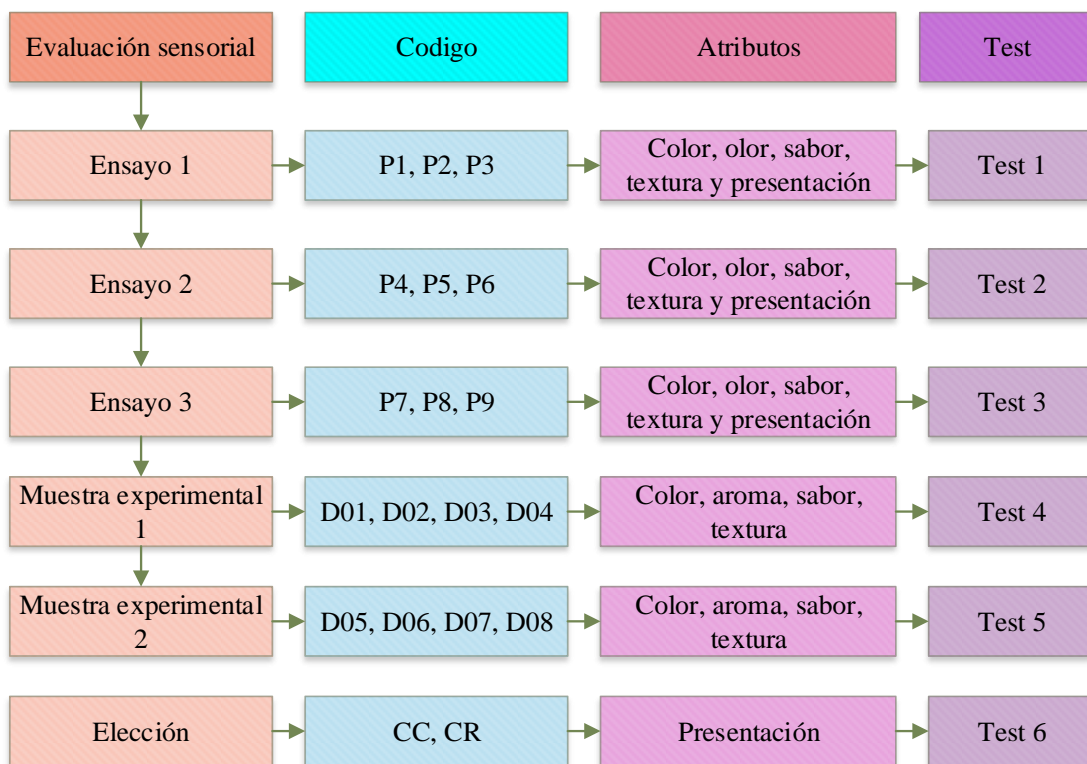 Evaluación sensorial
Codigo
Atributos
Test
Ensayo 1
P1, P2, P3
Color, olor, sabor,
textura y presentación
Test 1
Ensayo 2
P4, P5, P6
Color, olor, sabor,
textura y presentación
Test 2
Ensayo 3
P7, P8, P9
Color, olor, sabor,
textura y presentación
Test 3
Muestra experimental
1
D01, D02, D03, D04
Color, aroma, sabor,
textura
Test 4
Muestra experimental
2
D05, D06, D07, D08
Color, aroma, sabor,
textura
Test 5
Elección
CC, CR
Presentación
Test 6